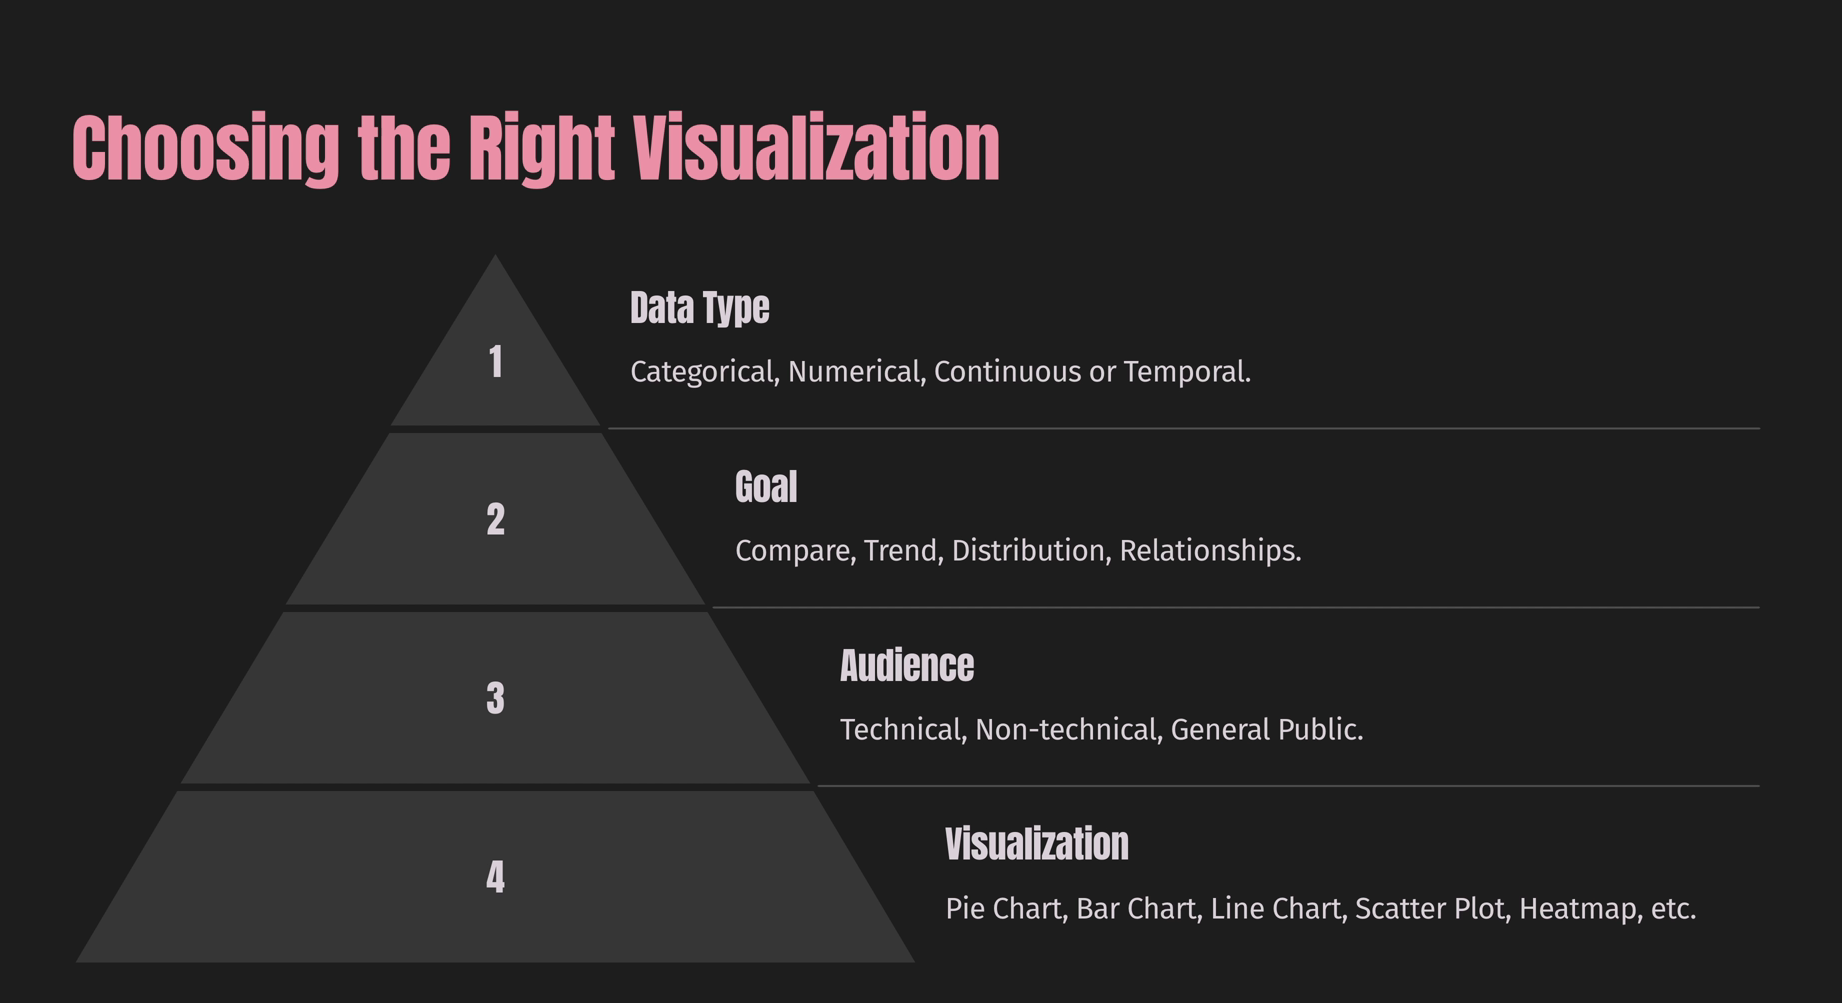 Choosing the Right Visualization
1
Data Type
Categorical, Numerical, Continuous or Temporal.
2
Goal
Compare, Trend, Distribution, Relationships.
3
Audience
Technical, Non-technical, General Public.
4
Visualization
Pie Chart, Bar Chart, Line Chart, Scatter Plot, Heatmap, etc.